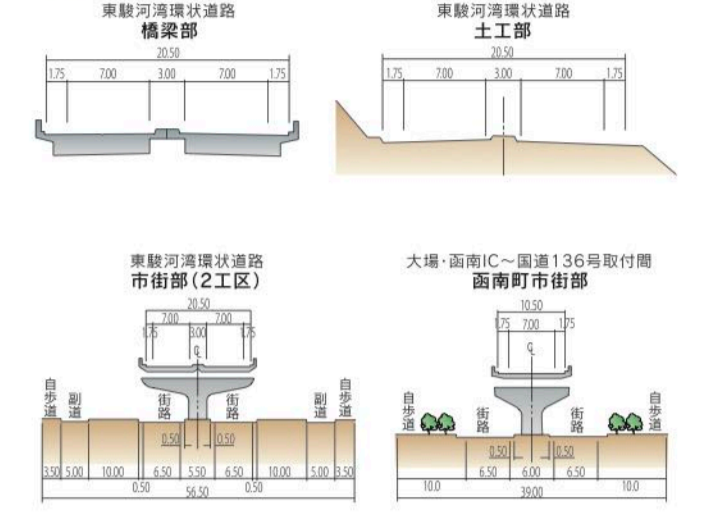 東駿河湾環状道路
橋梁部
20.50
1.75 7.00 3.00 7.00 1.75
東駿河湾環状道路
土工部
20.50
1.75 7.00 3.00 7.00 1.75
東駿河湾環状道路
市街部(2工区)
20.50
7.00 7.00
1.75 3.00 1.75
自歩道 副道 街路 街路 副道 自歩道
0.50 0.50
3.50 5.00 10.00 6.50 5.50 6.50 10.00 5.00 3.50
0.50 0.50
56.50
大場・函南IC～国道136号取付間
函南町市街部
10.50
1.75 7.00 1.75
自歩道 街路 街路 自歩道
0.50 0.50
6.50 6.00 6.50
10.0 10.0
39.00